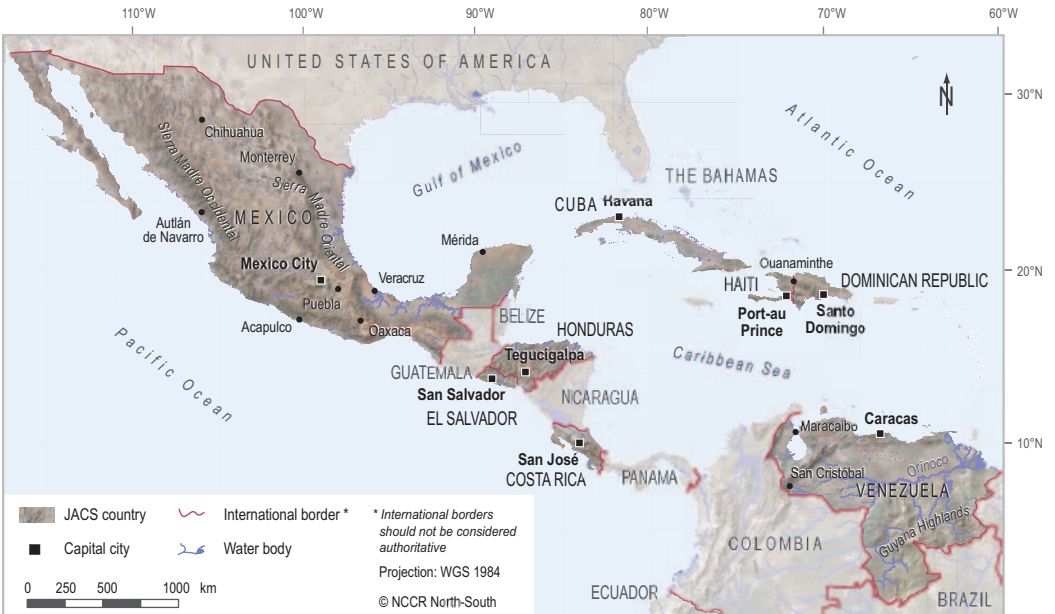 110°W 100°W 90°W 80°W 70°W 60°W
UNITED STATES OF AMERICA
30°N
N
Atlantic Ocean
Chihuahua
Monterrey
Gulf of Mexico
Sierra Madre Occidental
Sierra Madre Oriental
THE BAHAMAS
CUBA Havana
MEXICO
Autlán
de Navarro
Mérida
Mexico City
Ouanaminthe
20°N
Veracruz
HAITI
DOMINICAN REPUBLIC
Puebla
Port-au
Prince
Santo
Domingo
Acapulco
Oaxaca
BELIZE
HONDURAS
Pacific Ocean
Tegucigalpa
Caribbean Sea
GUATEMALA
San Salvador
NICARAGUA
EL SALVADOR
Maracaibo
Caracas
10°N
San José
COSTA RICA
PANAMA
San Cristóbal
Orinoco
VENEZUELA
Guyana Highlands
COLOMBIA
ECUADOR
BRAZIL
JACS country
International border *
* International borders
should not be considered
authoritative
Capital city
Water body
Projection: WGS 1984
0 250 500 1000 km
© NCCR North-South